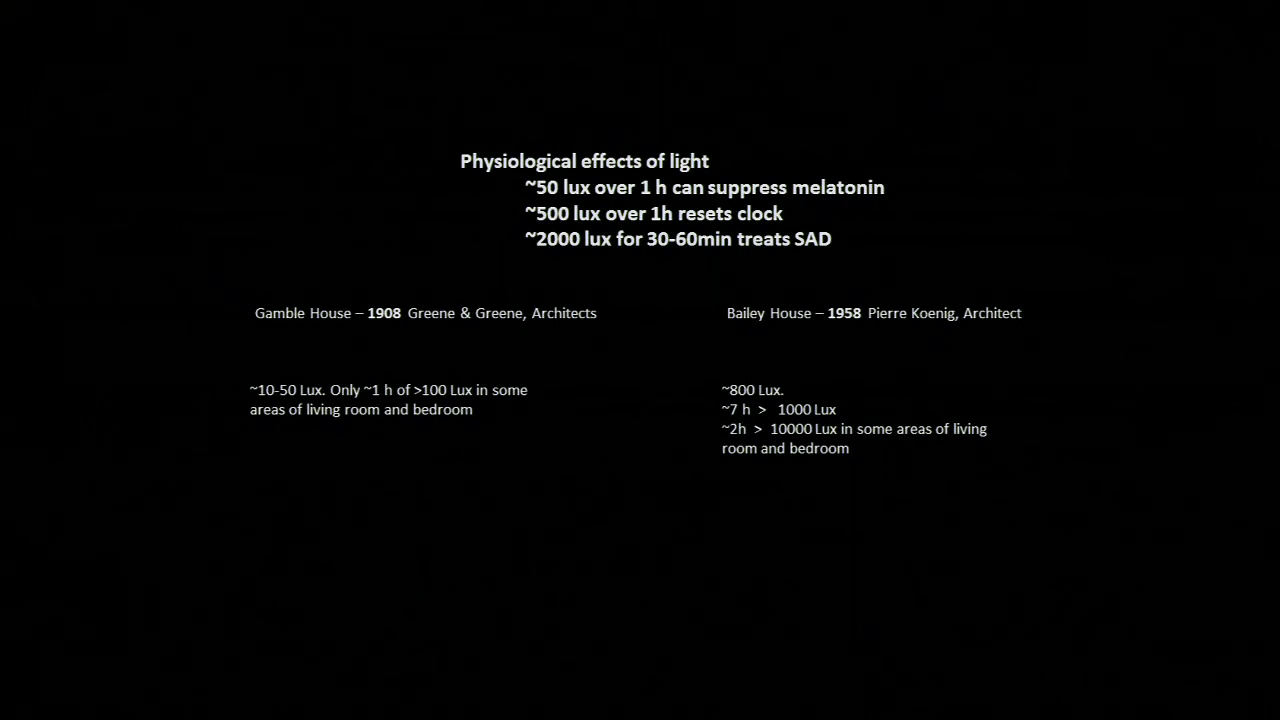 Physiological effects of light
~50 lux over 1 h can suppress melatonin
~500 lux over 1h resets clock
~2000 lux for 30-60min treats SAD
Gamble House – 1908 Greene & Greene, Architects
~10-50 Lux. Only ~1 h of >100 Lux in some
areas of living room and bedroom
Bailey House – 1958 Pierre Koenig, Architect
~800 Lux.
~7 h > 1000 Lux
~2h > 10000 Lux in some areas of living
room and bedroom